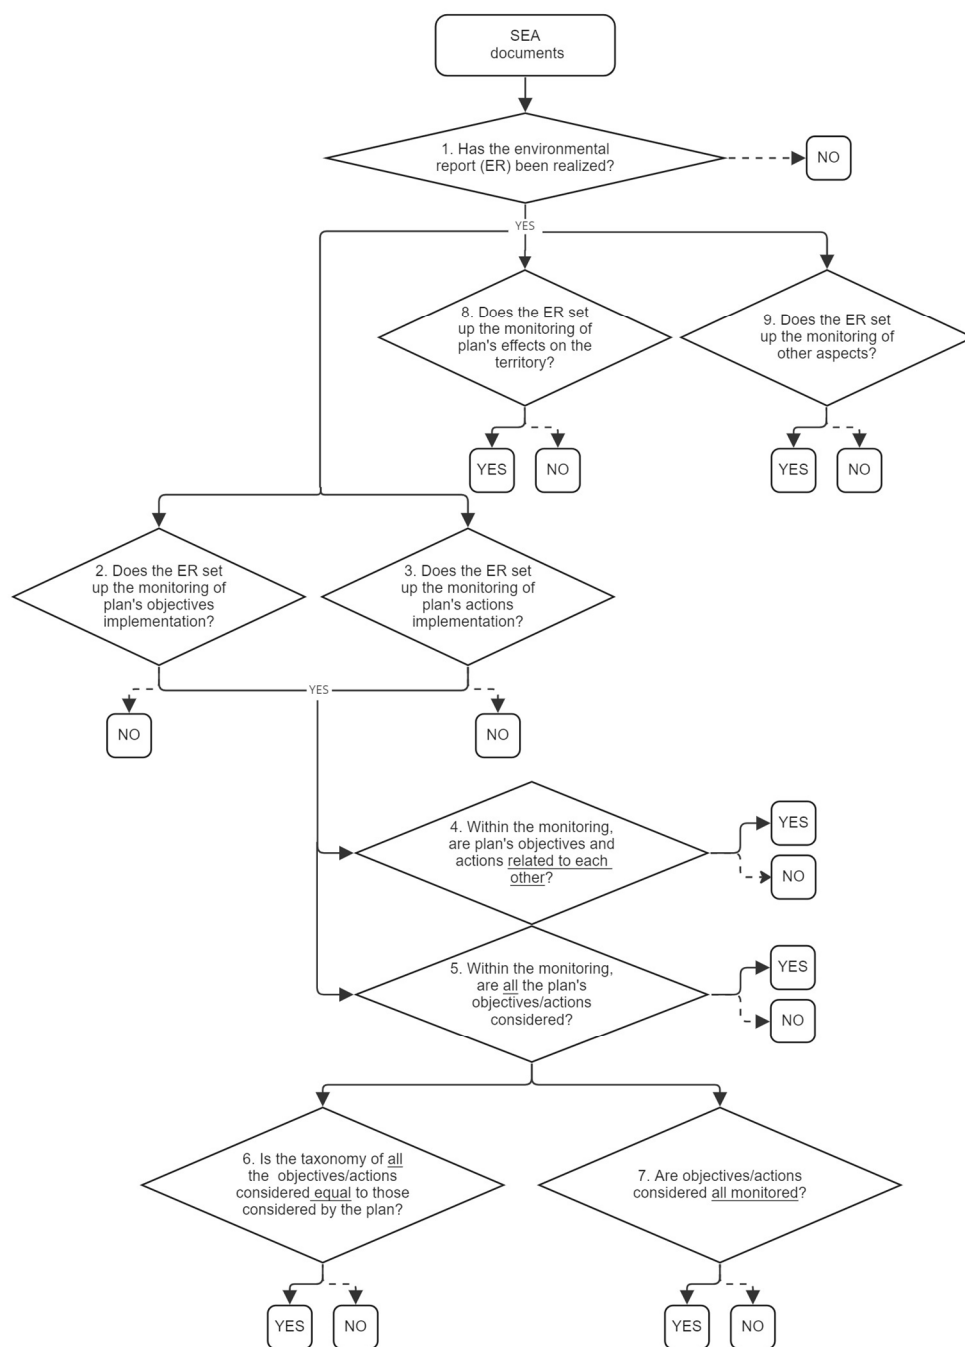 SEA
documents
1. Has the environmental
report (ER) been realized?
NO
YES
8. Does the ER set
up the monitoring of
plan's effects on the
territory?
9. Does the ER set
up the monitoring of
other aspects?
YES
NO
YES
NO
2. Does the ER set
up the monitoring of
plan's objectives
implementation?
3. Does the ER set
up the monitoring of
plan's actions
implementation?
YES
NO
NO
4. Within the monitoring,
are plan's objectives and
actions related to each
other?
YES
NO
5. Within the monitoring,
are all the plan's
objectives/actions
considered?
YES
NO
6. Is the taxonomy of all
the objectives/actions
considered equal to those
considered by the plan?
7. Are objectives/actions
considered all monitored?
YES
NO
YES
NO